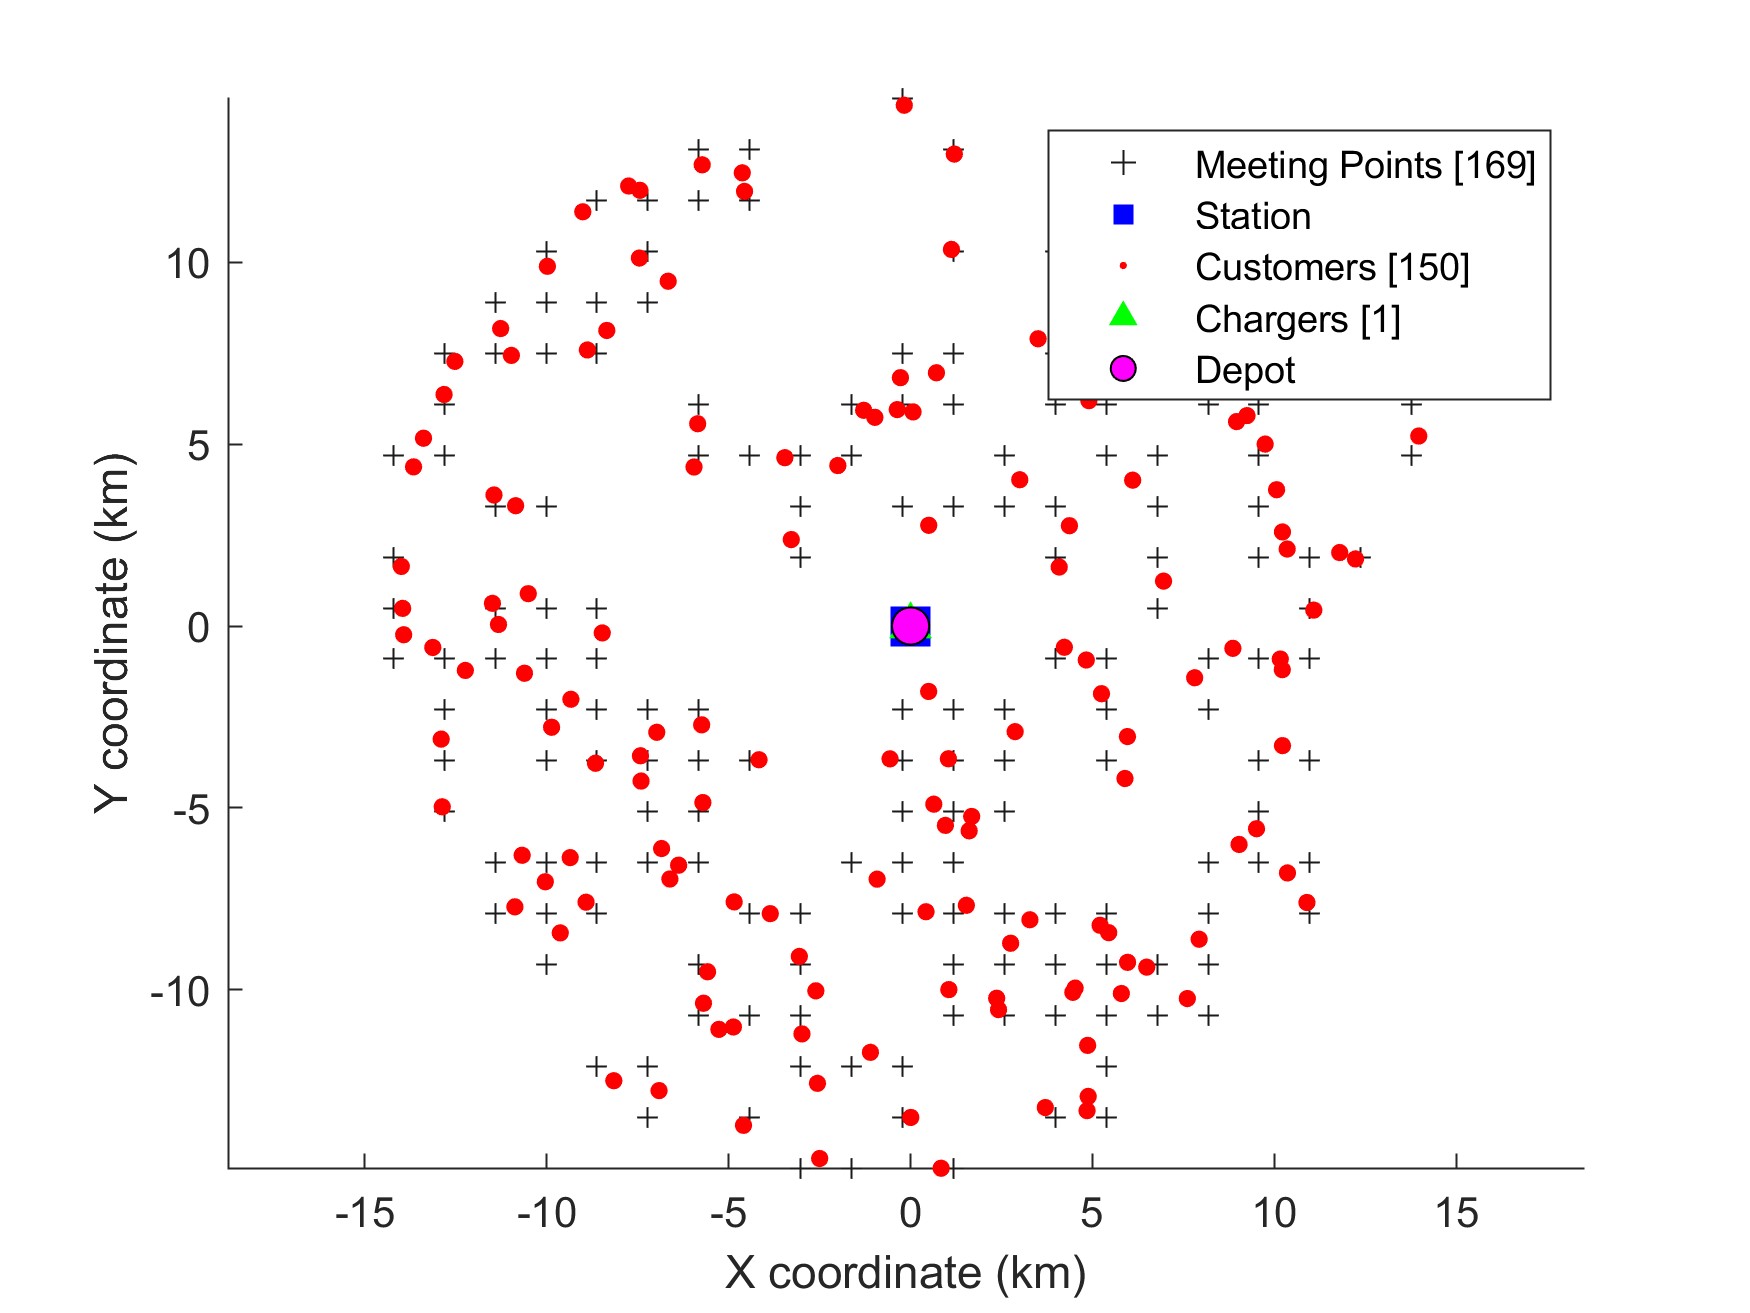 Meeting Points [169]
Station
Customers [150]
Chargers [1]
Depot
10
5
0
-5
-10
Y coordinate (km)
-15 -10 -5 0 5 10 15
X coordinate (km)